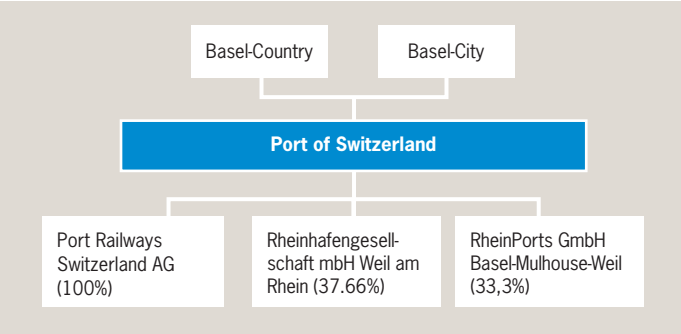 Basel-Country
Basel-City
Port of Switzerland
Port Railways
Switzerland AG
(100%)
Rheinhafengesell-
schaft mbH Weil am
Rhein (37.66%)
RheinPorts GmbH
Basel-Mulhouse-Weil
(33,3%)